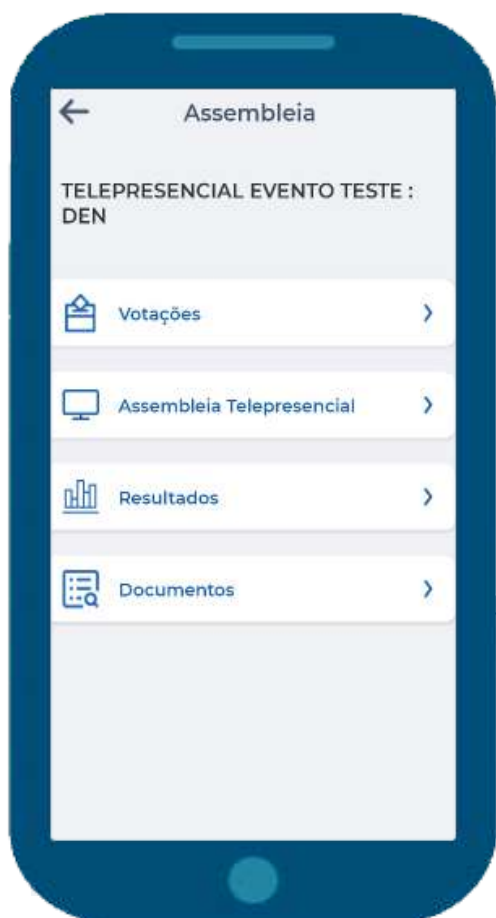 Assembleia
TELEPRESENCIAL EVENTO TESTE :
DEN
Votações
Assembleia Telepresencial
Resultados
Documentos